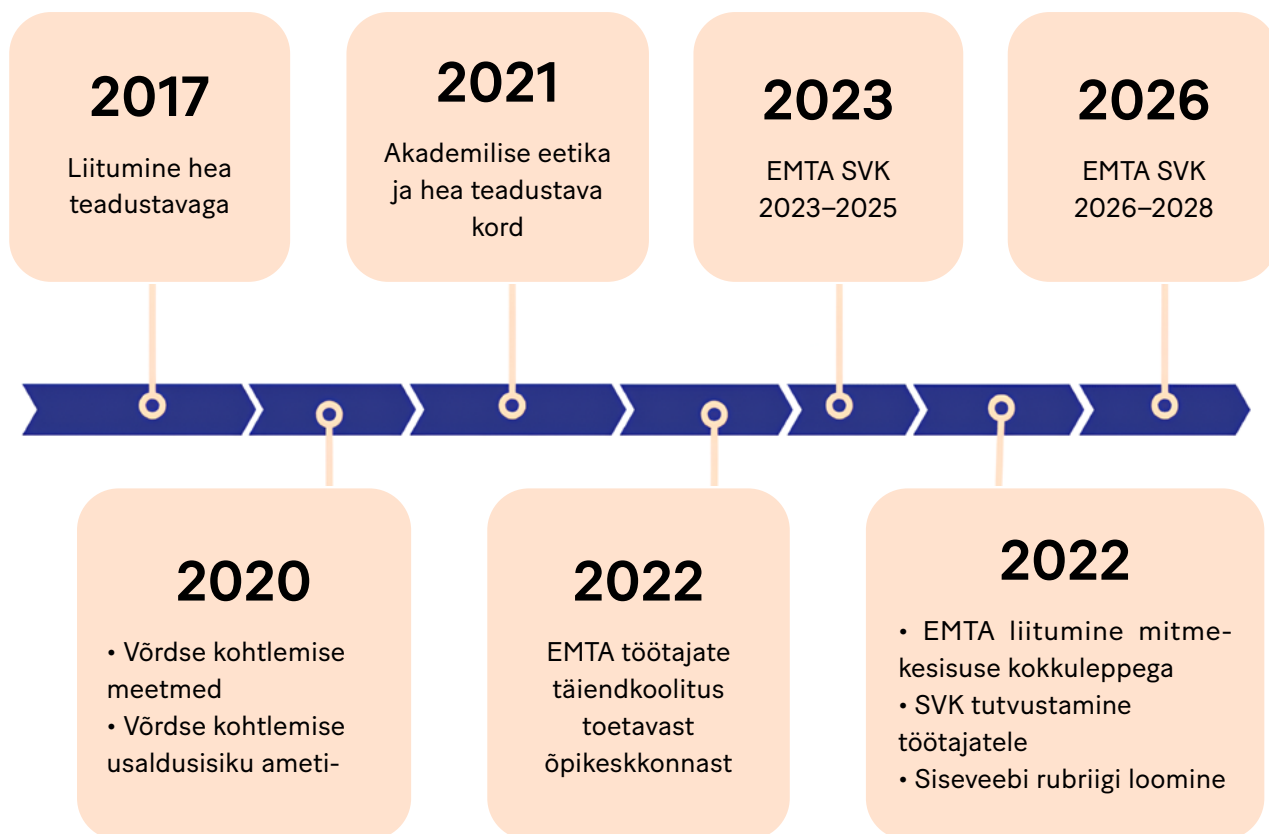 2017
Liitumine hea
teadustavaga
2021
Akademilise eetika
ja hea teadustava
kord
2023
EMTA SVK
2023–2025
2026
EMTA SVK
2026–2028
2020
• Võrdse kohtlemise
meetmed
• Võrdse kohtlemise
usaldusisiku ameti-
2022
EMTA töötajate
täiendkoolitus
toetavast
õpikeskkonnast
2022
• EMTA liitumine mitme-
kesisuse kokkuleppega
• SVK tutvustamine
töötajatele
• Siseveebi rubriigi loomine